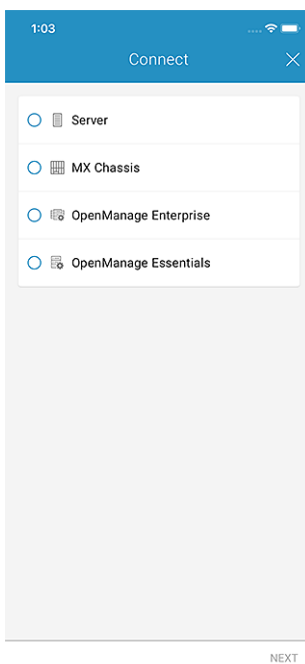 1:03
Connect
Server
MX Chassis
OpenManage Enterprise
OpenManage Essentials
NEXT